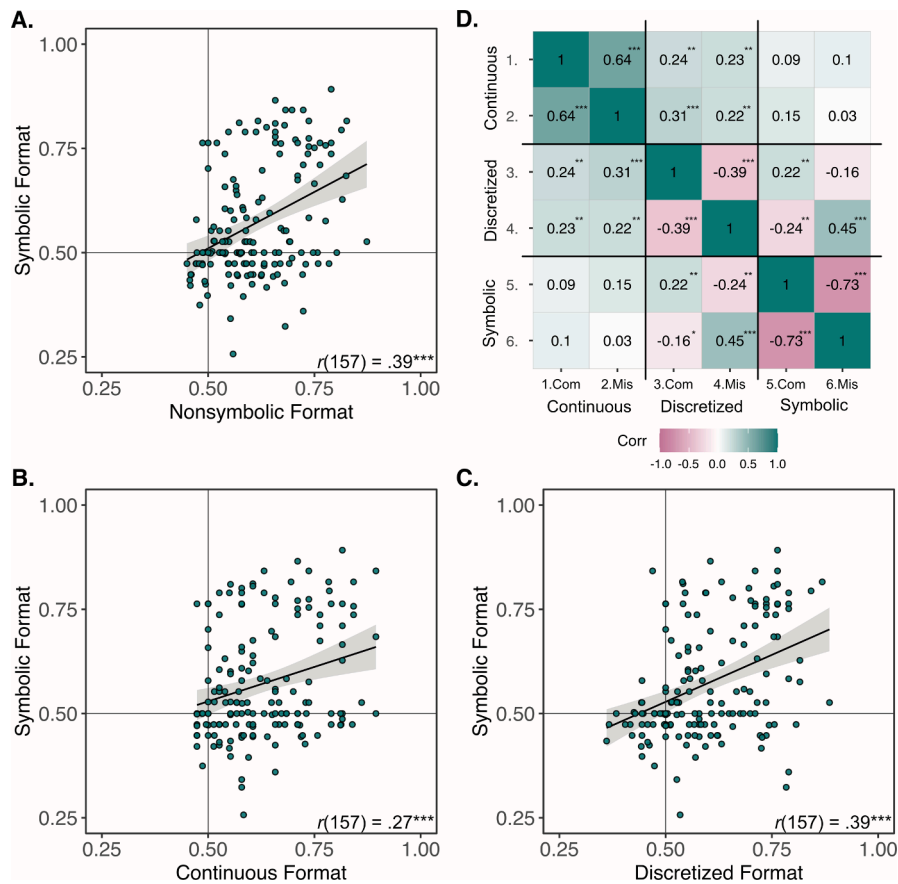 A.
1.00
0.75
0.50
0.25
Symbolic Format
r(157) = .39***
0.25 0.50 0.75 1.00
Nonsymbolic Format
D.
Continuous
Discretized
Symbolic
1. 1 0.64*** 0.24** 0.23** 0.09 0.1
2. 0.64*** 1 0.31*** 0.22** 0.15 0.03
3. 0.24** 0.31*** 1 -0.39*** 0.22** -0.16
4. 0.23** 0.22** -0.39*** 1 -0.24** 0.45***
5. 0.09 0.15 0.22** -0.24** 1 -0.73***
6. 0.1 0.03 -0.16* 0.45*** -0.73*** 1
1.Com 2.Mis 3.Com 4.Mis 5.Com 6.Mis
Continuous Discretized Symbolic
Corr
-1.0 -0.5 0.0 0.5 1.0
B.
1.00
0.75
0.50
0.25
Symbolic Format
r(157) = .27***
0.25 0.50 0.75 1.00
Continuous Format
C.
1.00
0.75
0.50
0.25
Symbolic Format
r(157) = .39***
0.25 0.50 0.75 1.00
Discretized Format